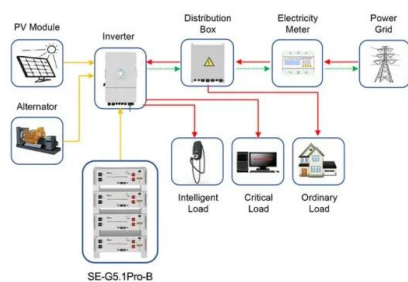 PV Module
Inverter
Distribution
Box
Electricity
Meter
Power
Grid
Alternator
Intelligent
Load
Critical
Load
Ordinary
Load
SE-G5.1Pro-B